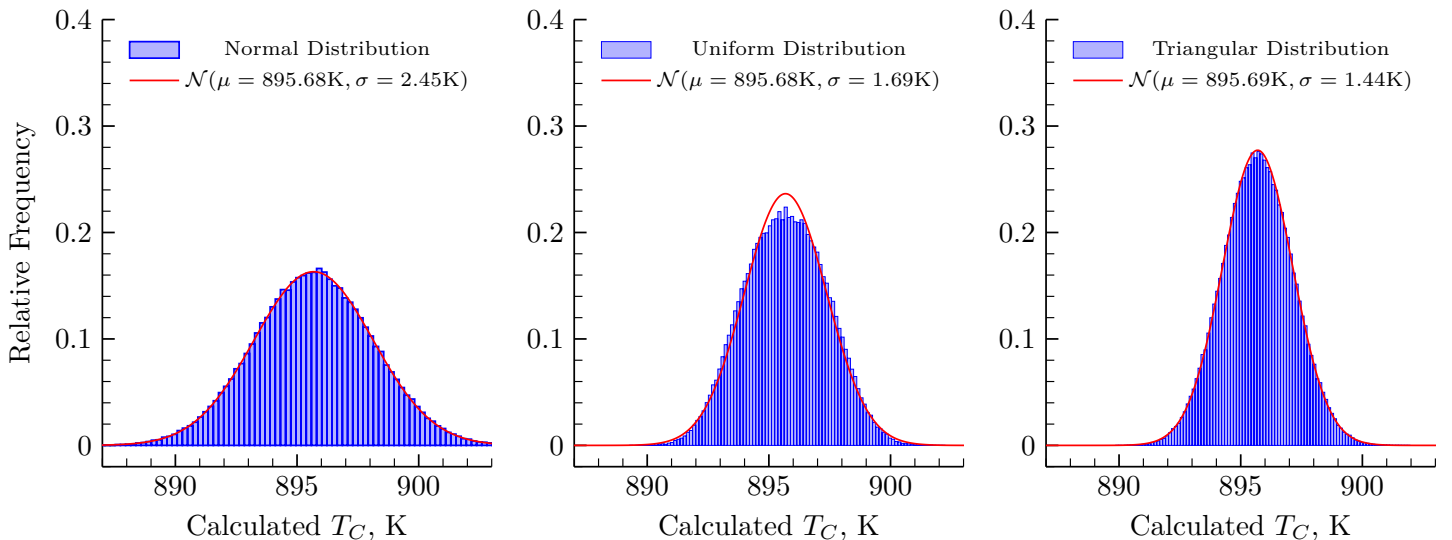 Relative Frequency
0.4
0.3
0.2
0.1
0
Normal Distribution
𝒩(μ = 895.68K, σ = 2.45K)
890 895 900
Calculated T_C, K
0.4
0.3
0.2
0.1
0
Uniform Distribution
𝒩(μ = 895.68K, σ = 1.69K)
890 895 900
Calculated T_C, K
0.4
0.3
0.2
0.1
0
Triangular Distribution
𝒩(μ = 895.69K, σ = 1.44K)
890 895 900
Calculated T_C, K